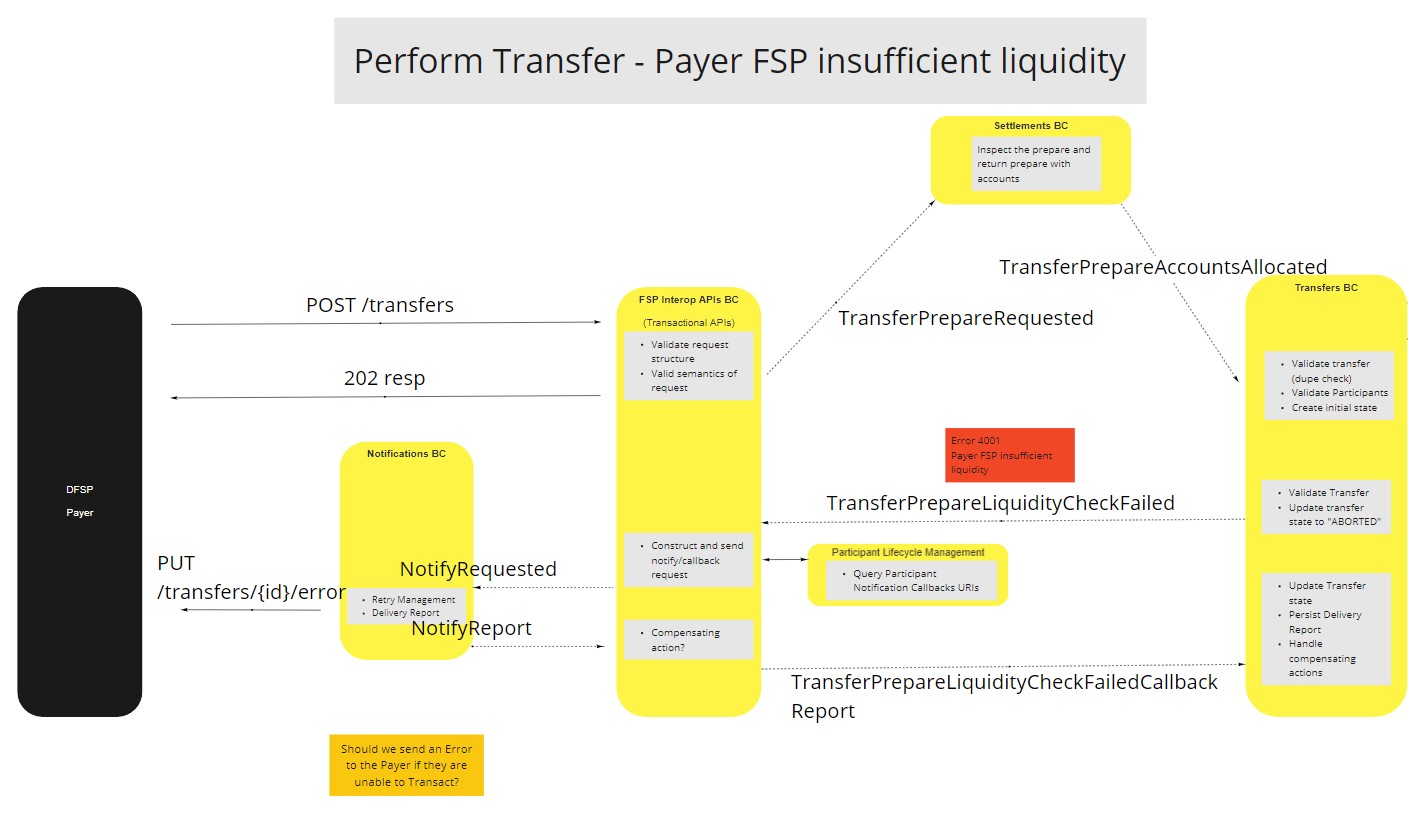 Perform Transfer - Payer FSP insufficient liquidity
Settlements BC
Inspect the prepare and
return prepare with
accounts
TransferPrepareAccountsAllocated
TransferPrepareRequested
POST /transfers
202 resp
DFSP
Payer
FSP Interop APIs BC
(Transactional APIs)
• Validate request
structure
• Valid semantics of
request
Transfers BC
• Validate transfer
(dupe check)
• Validate Participants
• Create initial state
Error 4001
Payer FSP insufficient
liquidity
TransferPrepareLiquidityCheckFailed
• Validate Transfer
• Update transfer
state to "ABORTED"
Notifications BC
• Construct and send
notify/callback
request
Participant Lifecycle Management
• Query Participant
Notification Callbacks URIs
NotifyRequested
PUT
/transfers/{id}/error
• Retry Management
• Delivery Report
NotifyReport
• Compensating
action?
• Update Transfer
state
• Persist Delivery
Report
• Handle
compensating
actions
TransferPrepareLiquidityCheckFailedCallback
Report
Should we send an Error
to the Payer if they are
unable to Transact?